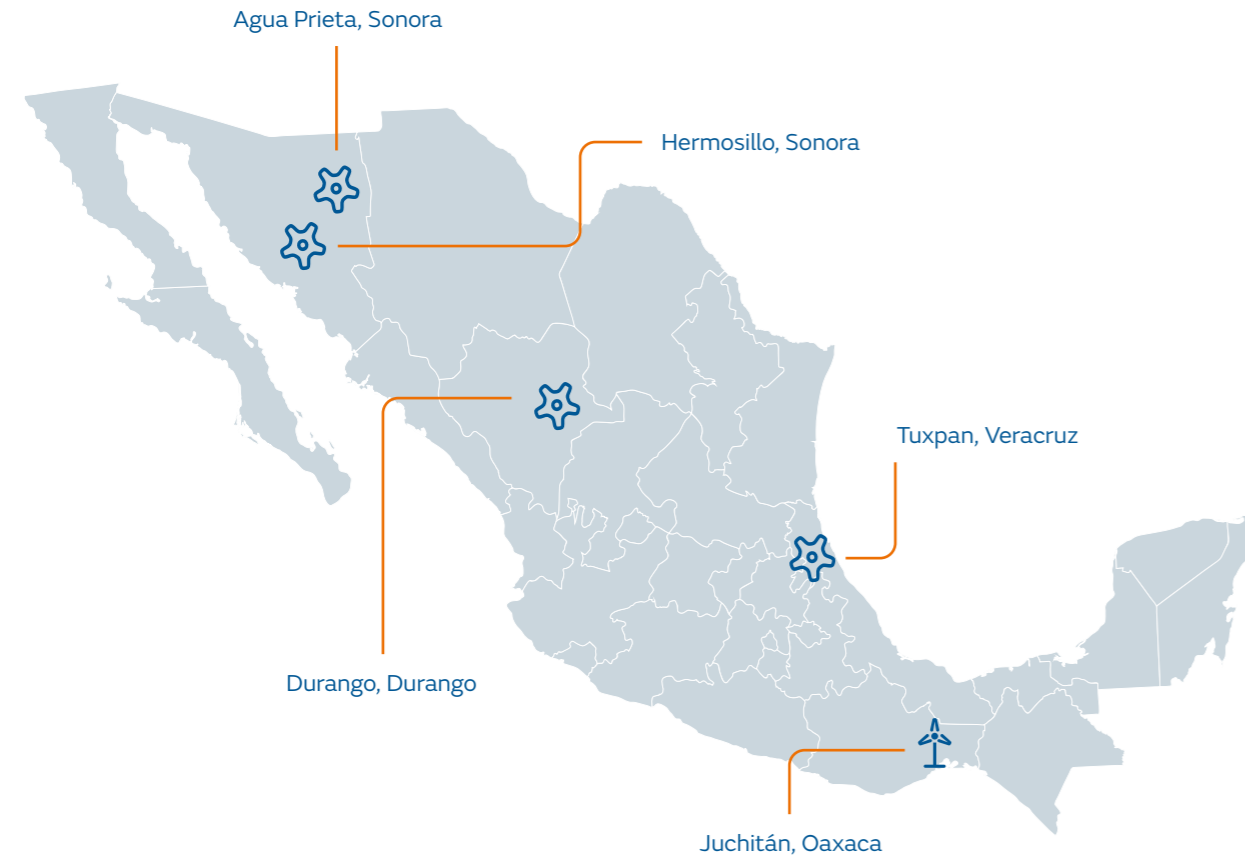 Agua Prieta, Sonora
Hermosillo, Sonora
Tuxpan, Veracruz
Durango, Durango
Juchitán, Oaxaca